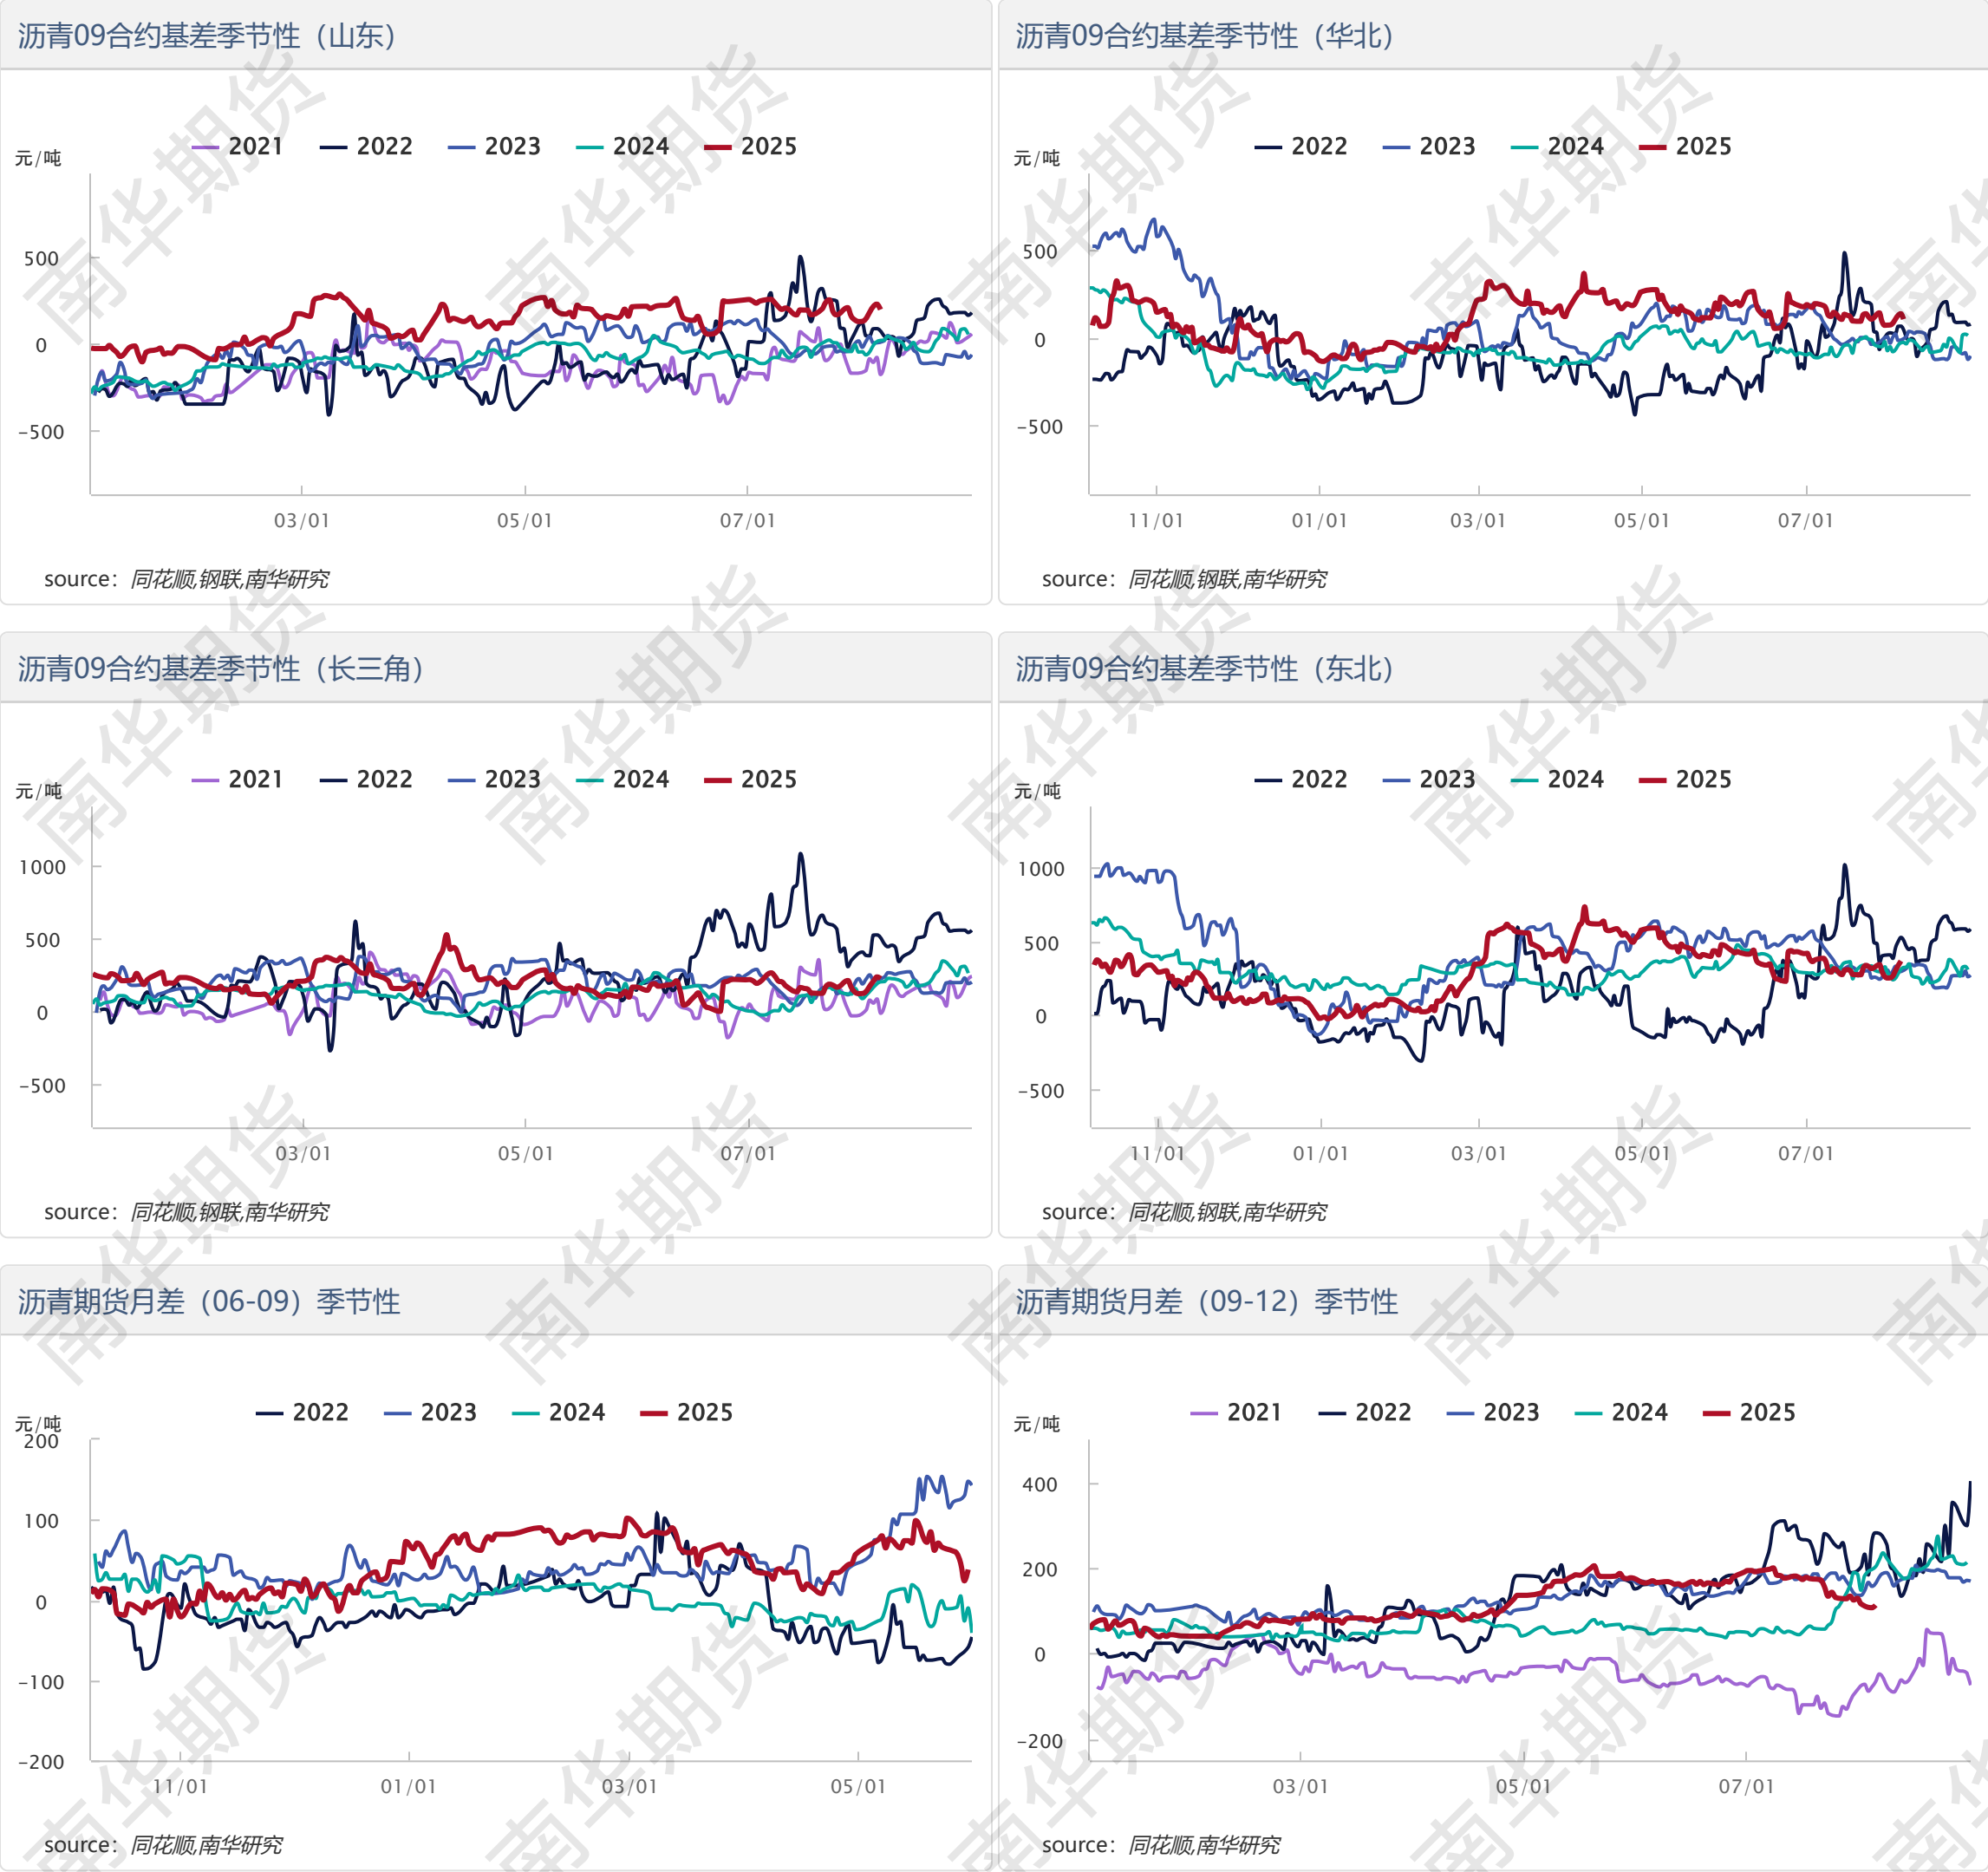 沥青09合约基差季节性（山东）
元/吨
2021 2022 2023 2024 2025
500
0
-500
03/01 05/01 07/01
source：同花顺,钢联,南华研究
沥青09合约基差季节性（华北）
元/吨
2022 2023 2024 2025
500
0
-500
11/01 01/01 03/01 05/01 07/01
source：同花顺,钢联,南华研究
沥青09合约基差季节性（长三角）
元/吨
2021 2022 2023 2024 2025
1000
500
0
-500
03/01 05/01 07/01
source：同花顺,钢联,南华研究
沥青09合约基差季节性（东北）
元/吨
2022 2023 2024 2025
1000
500
0
-500
11/01 01/01 03/01 05/01 07/01
source：同花顺,钢联,南华研究
沥青期货月差（06-09）季节性
元/吨
2022 2023 2024 2025
200
100
0
-100
-200
11/01 01/01 03/01 05/01
source：同花顺,南华研究
沥青期货月差（09-12）季节性
元/吨
2021 2022 2023 2024 2025
400
200
0
-200
03/01 05/01 07/01
source：同花顺,南华研究
南华期货